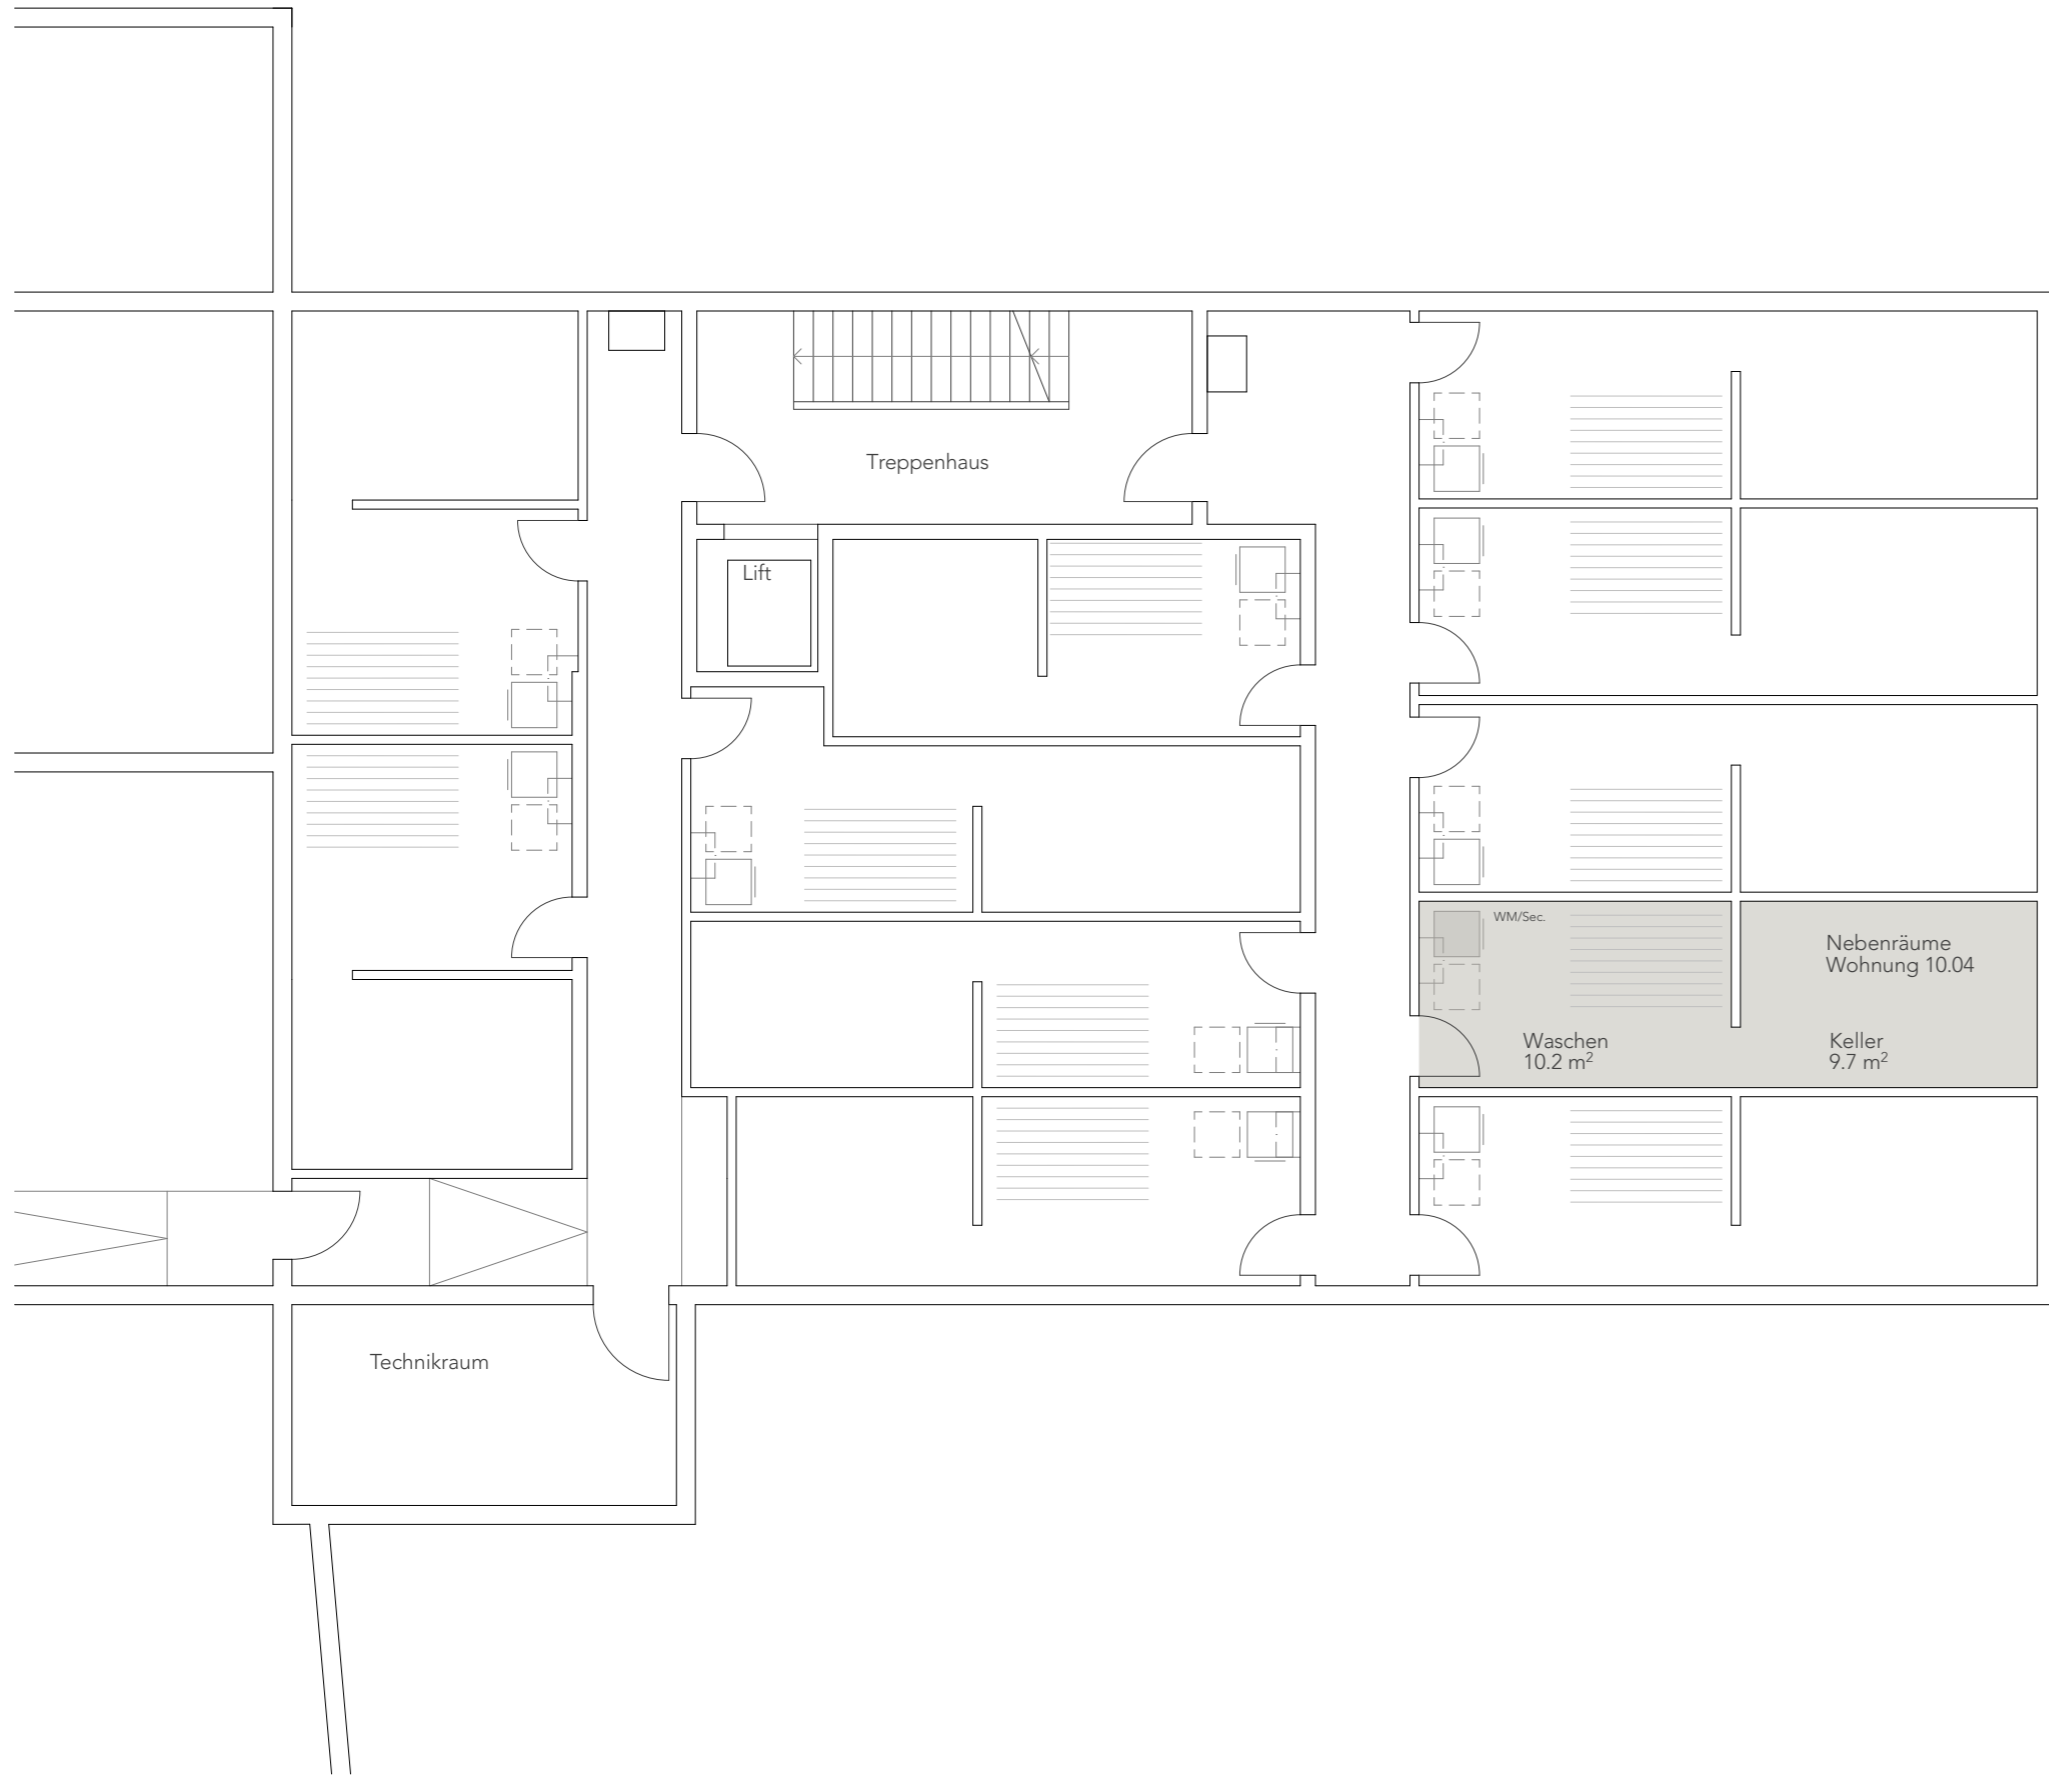 Treppenhaus
Lift
WM/Sec.
Nebenräume
Wohnung 10.04
Waschen
10.2 m²
Keller
9.7 m²
Technikraum